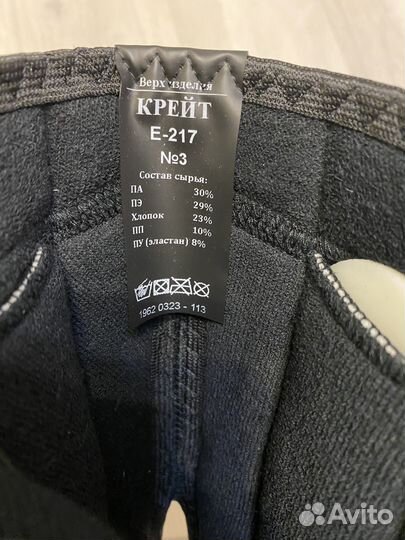 Верх изделия
КРЕЙТ
Е-217
№3
Состав сырья:
ПА 30%
ПЭ 29%
Хлопок 23%
ПП 10%
ПУ (эластан) 8%
1962 0323 - 113
Avito